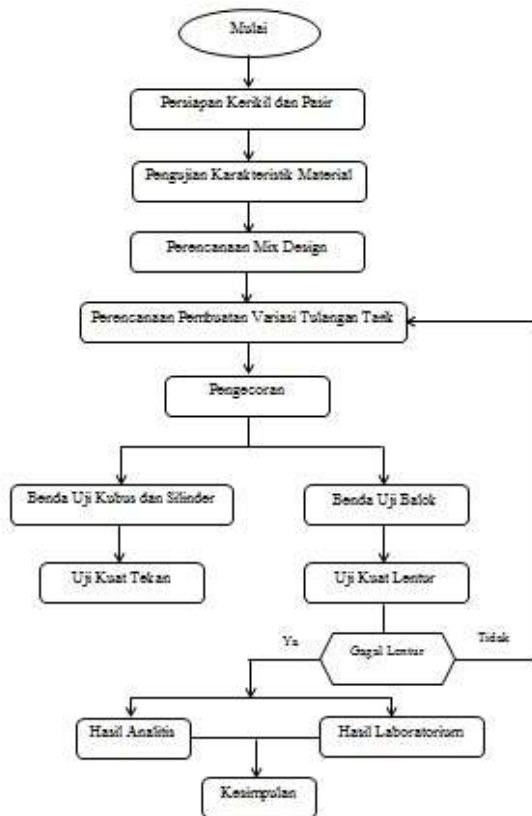 Mulai
Persiapan Kerikil dan Pasir
Pengujian Karakteristik Material
Perencanaan Mix Design
Perencanaan Pembuatan Variasi Tulangan Tarik
Pengecoran
Benda Uji Kubus dan Silinder
Benda Uji Balok
Uji Kuat Tekan
Uji Kuat Lentur
Ya
Gagal Lentur
Tidak
Hasil Analitis
Hasil Laboratorium
Kesimpulan